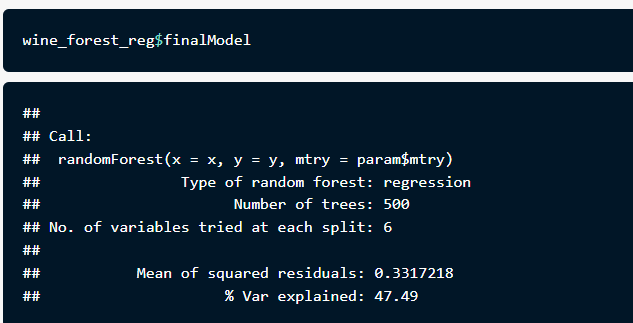 wine_forest_reg$finalModel
##
## Call:
##  randomForest(x = x, y = y, mtry = param$mtry)
##                Type of random forest: regression
##                      Number of trees: 500
## No. of variables tried at each split: 6
##
##           Mean of squared residuals: 0.3317218
##                     % Var explained: 47.49